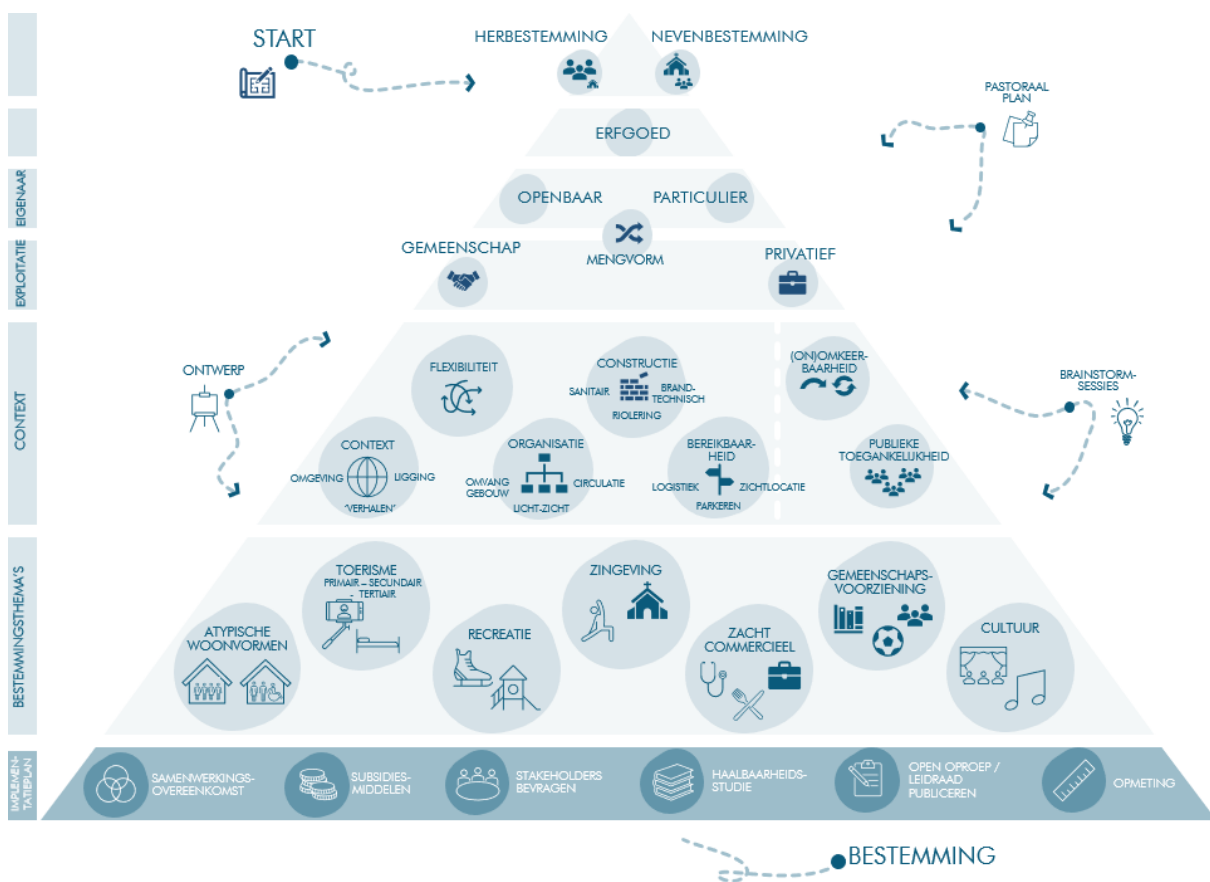 START
HERBESTEMMING
NEVENBESTEMMING
PASTORAAL
PLAN
ERFGOED
EIGENAAR
OPENBAAR
PARTICULIER
EXPLOITATIE
GEMEENSCHAP
MENGVORM
PRIVATIEF
CONTEXT
ONTWERP
FLEXIBILITEIT
CONSTRUCTIE
SANITAIR
BRAND-
TECHNISCH
RIOLERING
(ON)OMKEER-
BAARHEID
BRAINSTORM-
SESSIES
CONTEXT
OMGEVING
LIGGING
'VERHALEN'
ORGANISATIE
OMVANG
GEBOUW
CIRCULATIE
LICHT-ZICHT
BEREIKBAAR-
HEID
LOGISTIEK
ZICHTLOCATIE
PARKEREN
PUBLIEKE
TOEGANKELIJKHEID
BESTEMMINGSTHEMA'S
ATYPISCHE
WOONVORMEN
TOERISME
PRIMAIR – SECUNDAIR
- TERTIAIR
RECREATIE
ZINGEVING
ZACHT
COMMERCIEEL
GEMEENSCHAPS-
VOORZIENING
CULTUUR
IMPLEMEN-
TATIEPLAN
SAMENWERKINGS-
OVEREENKOMST
SUBSIDIES-
MIDDELEN
STAKEHOLDERS
BEVRAGEN
HAALBAARHEIDS-
STUDIE
OPEN OPROEP /
LEIDRAAD
PUBLICEREN
OPMETING
BESTEMMING